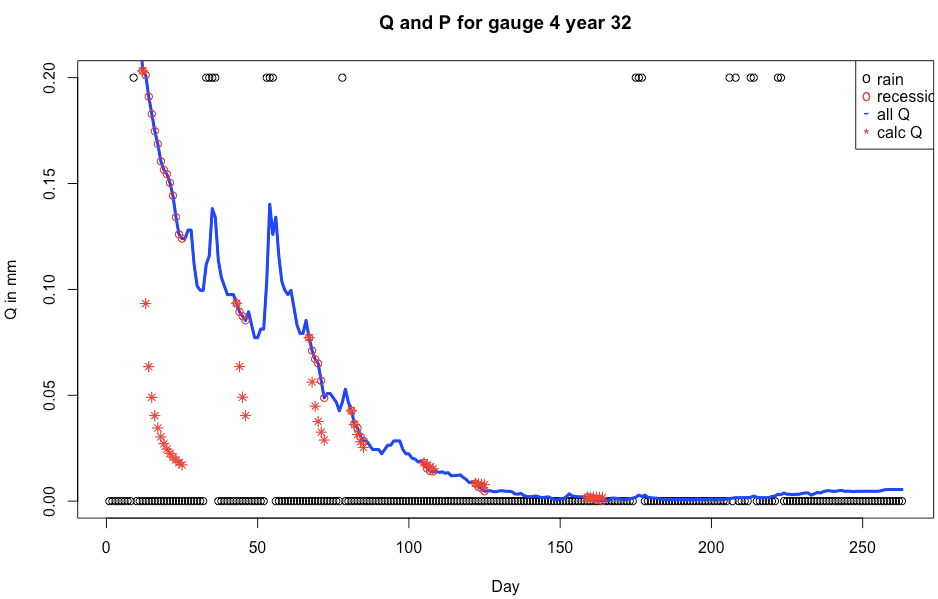 Q and P for gauge 4 year 32
Q in mm
0.20
0.15
0.10
0.05
0.00
0 50 100 150 200 250
Day
rain
recessio
all Q
calc Q